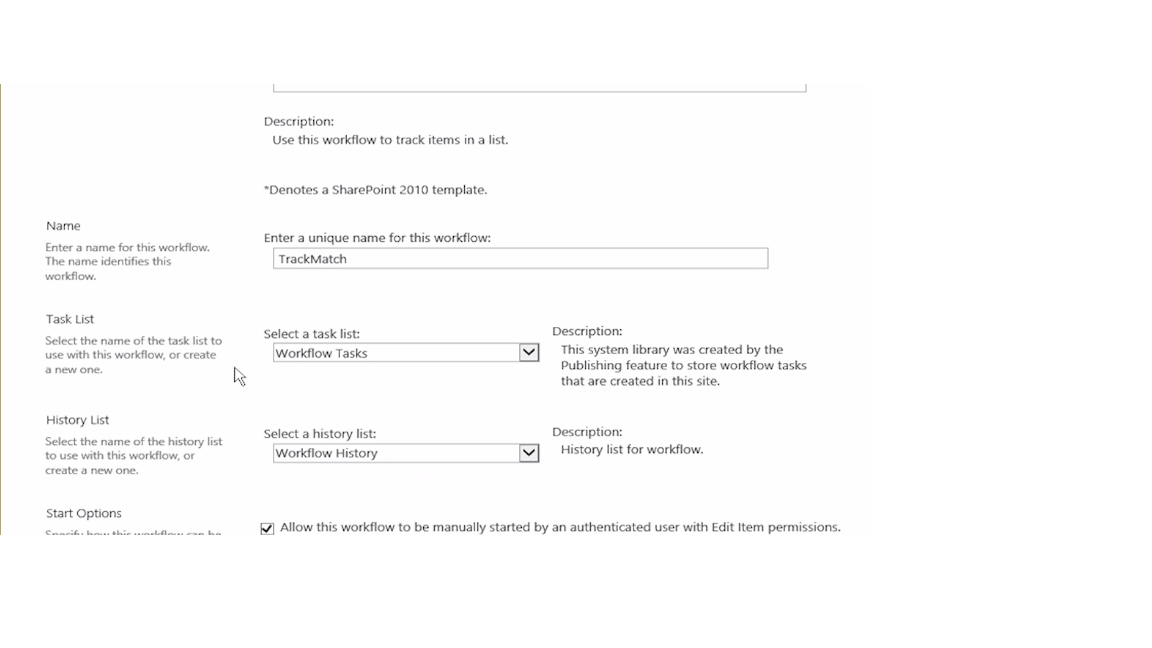 Description:
Use this workflow to track items in a list.
*Denotes a SharePoint 2010 template.
Name
Enter a name for this workflow.
The name identifies this
workflow.
Enter a unique name for this workflow:
TrackMatch
Task List
Select the name of the task list to
use with this workflow, or create
a new one.
Select a task list:
Workflow Tasks
Description:
This system library was created by the
Publishing feature to store workflow tasks
that are created in this site.
History List
Select the name of the history list
to use with this workflow, or
create a new one.
Select a history list:
Workflow History
Description:
History list for workflow.
Start Options
Specify how this workflow can be
Allow this workflow to be manually started by an authenticated user with Edit Item permissions.